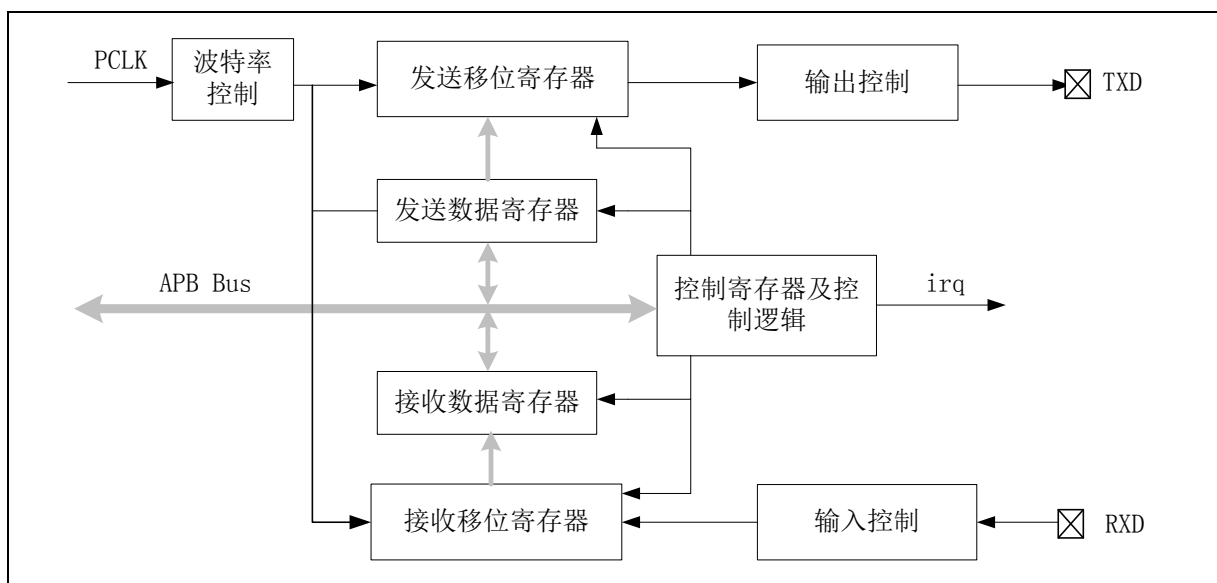 PCLK
波特率
控制
发送移位寄存器
输出控制
TXD
发送数据寄存器
APB Bus
控制寄存器及控
制逻辑
irq
接收数据寄存器
接收移位寄存器
输入控制
RXD